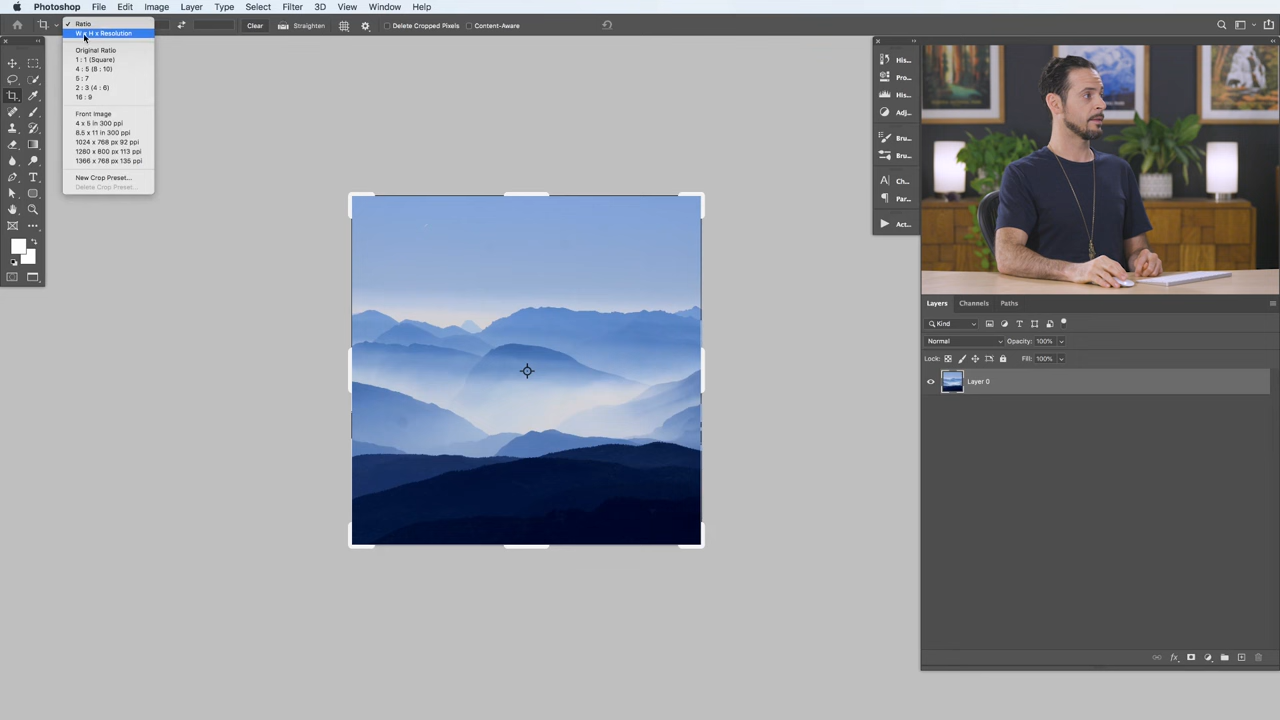 Photoshop File Edit Image Layer Type Select Filter 3D View Window Help
Ratio
Clear Straighten Delete Cropped Pixels Content-Aware
W x H x Resolution
Original Ratio
1 : 1 (Square)
4 : 5 (8 : 10)
5 : 7
2 : 3 (4 : 6)
16 : 9
Front Image
4 x 5 in 300 ppi
8.5 x 11 in 300 ppi
1024 x 768 px 92 ppi
1280 x 800 px 113 ppi
1366 x 768 px 135 ppi
New Crop Preset...
Delete Crop Preset...
His...
Pro...
His...
Adj...
Bru...
Bru...
Ch...
Par...
Act...
Layers Channels Paths
Kind
Normal Opacity: 100%
Lock: Fill: 100%
Layer 0
fx